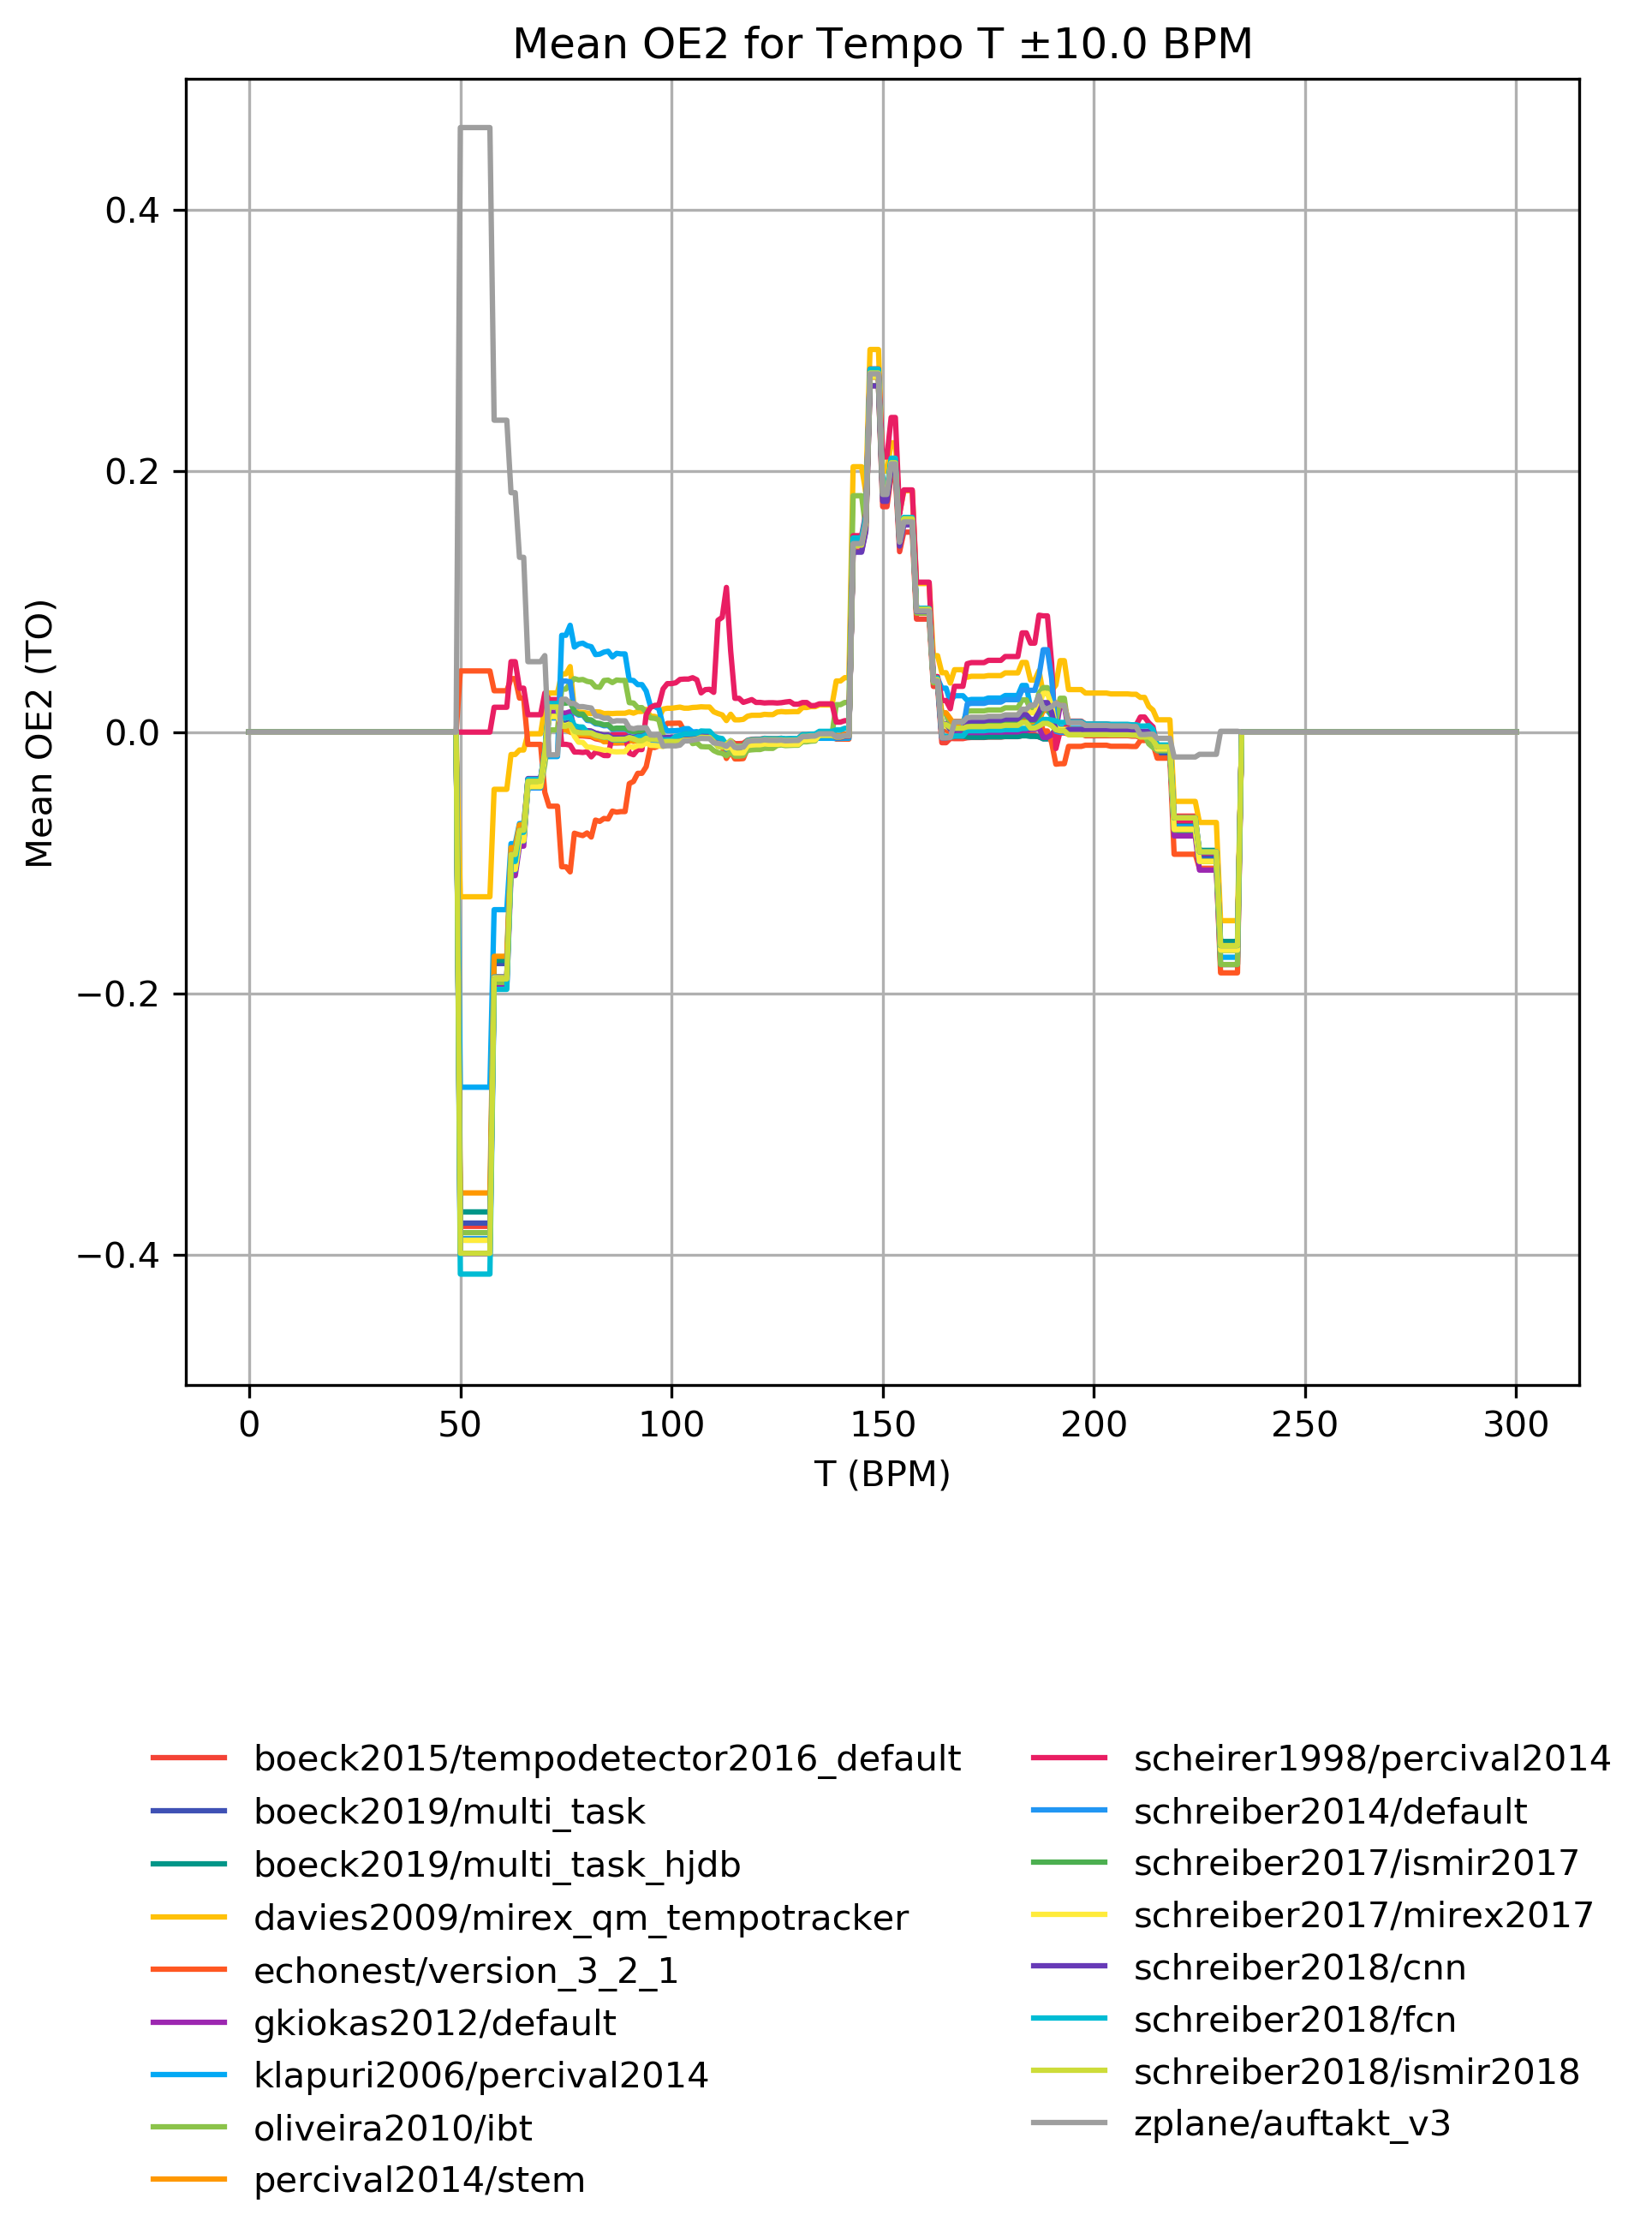 Mean OE2 for Tempo T ±10.0 BPM
Mean OE2 (TO)
0.4
0.2
0.0
−0.2
−0.4
0 50 100 150 200 250 300
T (BPM)
boeck2015/tempodetector2016_default
boeck2019/multi_task
boeck2019/multi_task_hjdb
davies2009/mirex_qm_tempotracker
echonest/version_3_2_1
gkiokas2012/default
klapuri2006/percival2014
oliveira2010/ibt
percival2014/stem
scheirer1998/percival2014
schreiber2014/default
schreiber2017/ismir2017
schreiber2017/mirex2017
schreiber2018/cnn
schreiber2018/fcn
schreiber2018/ismir2018
zplane/auftakt_v3